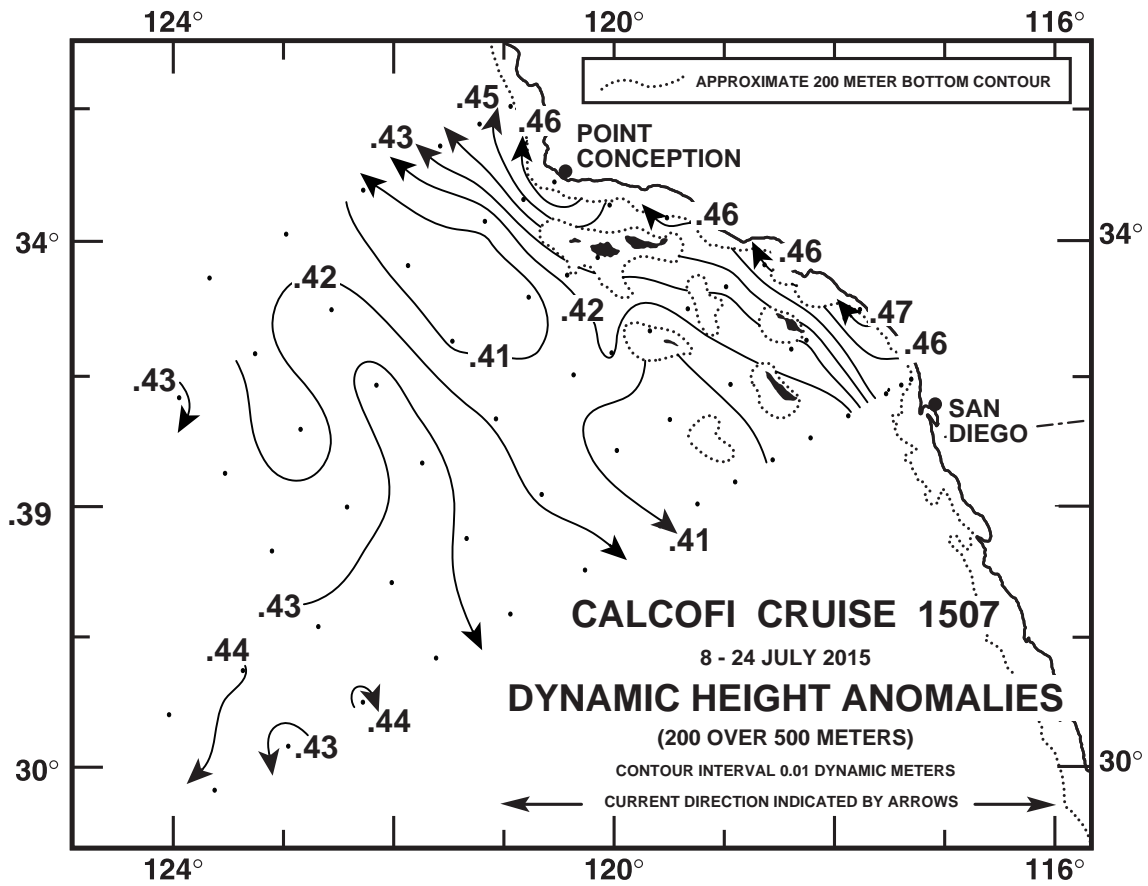 124° 120° 116°
APPROXIMATE 200 METER BOTTOM CONTOUR
.45
.46
.43
POINT
CONCEPTION
.46
34° 34°
.46
.42
.42
.47
.41
.46
.43
SAN
DIEGO
.39
.41
.43
CALCOFI CRUISE 1507
.44
8 - 24 JULY 2015
DYNAMIC HEIGHT ANOMALIES
.44
(200 OVER 500 METERS)
.43
30° 30°
CONTOUR INTERVAL 0.01 DYNAMIC METERS
CURRENT DIRECTION INDICATED BY ARROWS
124° 120° 116°